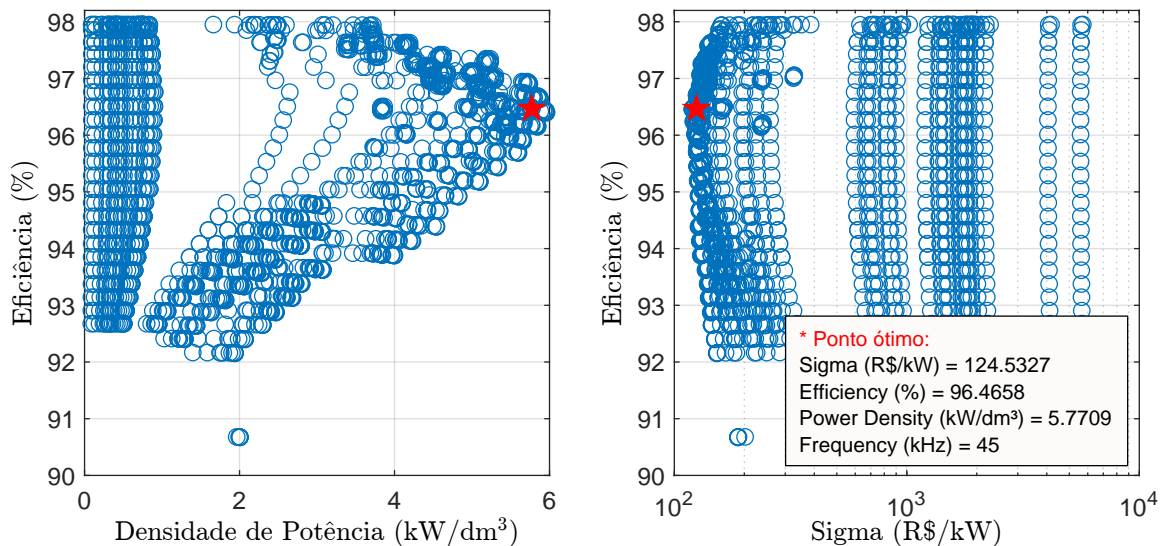 98
97
96
95
94
93
92
91
90
Eficiência (%)
0
2
4
6
Densidade de Potência (kW/dm³)
98
97
96
95
94
93
92
91
90
Eficiência (%)
* Ponto ótimo:
Sigma (R$/kW) = 124.5327
Efficiency (%) = 96.4658
Power Density (kW/dm³) = 5.7709
Frequency (kHz) = 45
10²
10³
10⁴
Sigma (R$/kW)